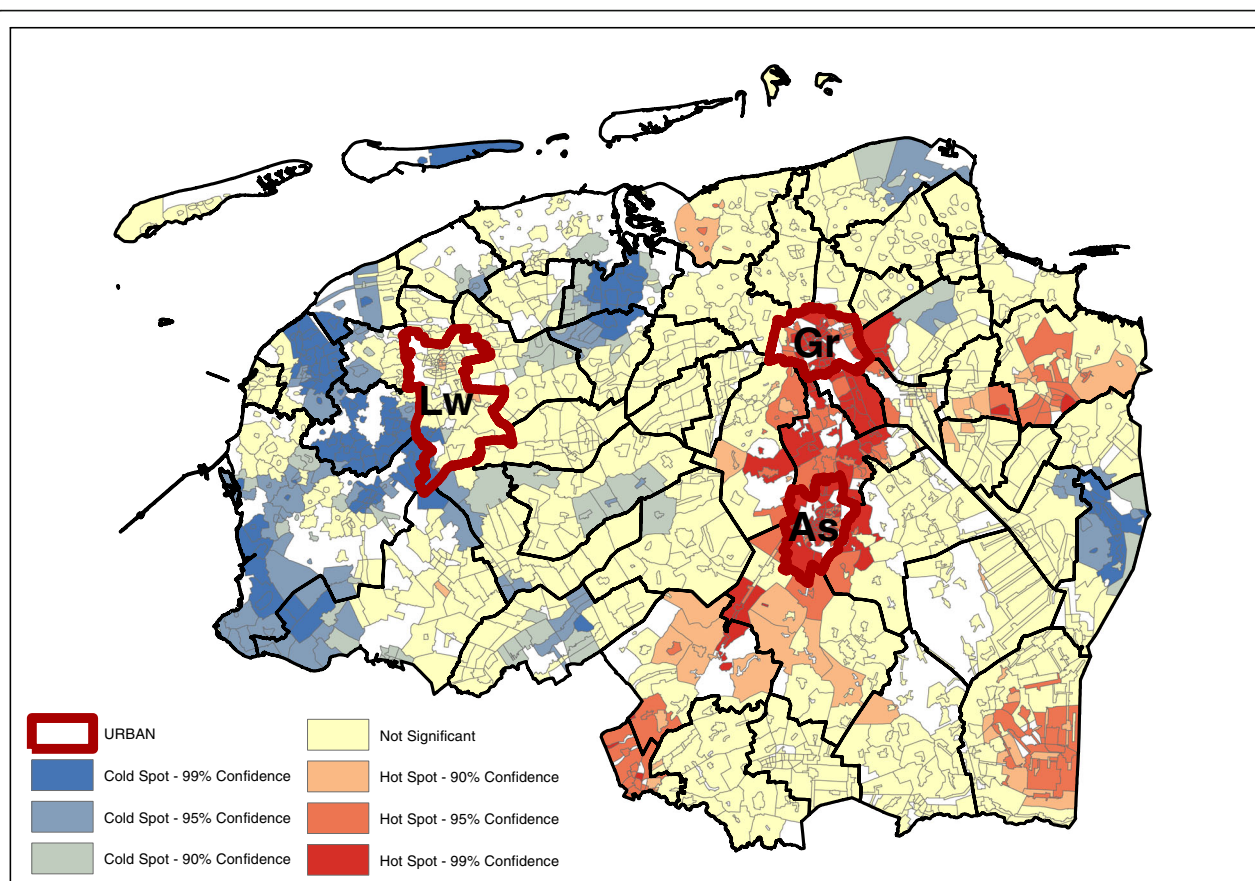 Gr
Lw
As
URBAN
Cold Spot - 99% Confidence
Cold Spot - 95% Confidence
Cold Spot - 90% Confidence
Not Significant
Hot Spot - 90% Confidence
Hot Spot - 95% Confidence
Hot Spot - 99% Confidence